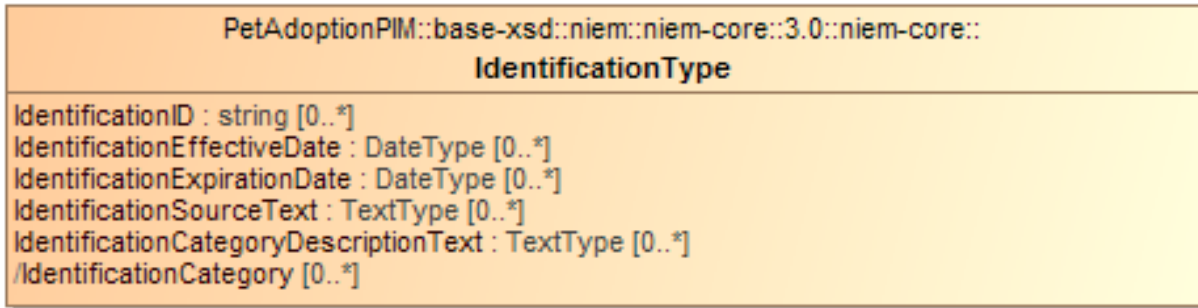 PetAdoptionPIM::base-xsd::niem::niem-core::3.0::niem-core::
IdentificationType
IdentificationID : string [0..*]
IdentificationEffectiveDate : DateType [0..*]
IdentificationExpirationDate : DateType [0..*]
IdentificationSourceText : TextType [0..*]
IdentificationCategoryDescriptionText : TextType [0..*]
/IdentificationCategory [0..*]